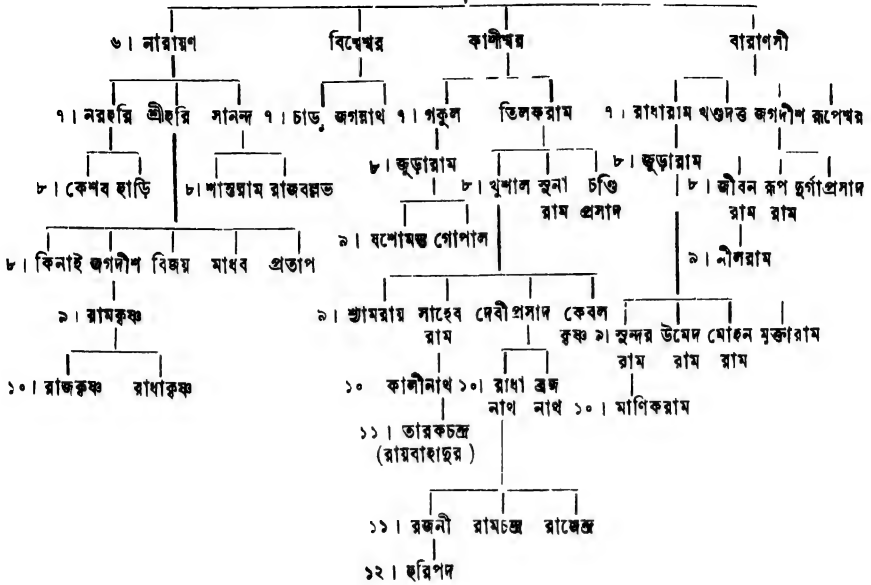 ৬। নারায়ণ বিশ্বেশ্বর কাশীশ্বর বারাণসী
৭। নরহরি শ্রীহরি সানন্দ ৭। চাড়ু জগন্নাথ ৭। গকুল তিলকরাম ৭। রাধারাম খণ্ডদত্ত জগদীশ রূপেশ্বর
৮। কেশব হাড়ি ৮। শান্তরাম রাজবল্লভ ৮। জুড়ারাম ৮। খুশাল সুনা চণ্ডি ৮। জুড়ারাম ৮। জীবন রূপ দুর্গাপ্রসাদ
রাম প্রসাদ রাম রাম
৯। যশোমন্ত গোপাল ৯। নীলরাম
৮। কিনাই জগদীশ বিজয় মাধব প্রতাপ
৯। রামকৃষ্ণ ৯। শ্যামরায় সাহেব দেবীপ্রসাদ কেবল
রাম কৃষ্ণ ৯। সুন্দর উমেদ মোহন মুক্তারাম
রাম রাম রাম
১০। রাজকৃষ্ণ রাধাকৃষ্ণ ১০ কালীনাথ ১০। রাধা ব্রজ
নাথ নাথ ১০। মাণিকরাম
১১। তারকচন্দ্র
(রায়বাহাদুর)
১১। রজনী রামচন্দ্র রাজেন্দ্র
১২। হরিপদ